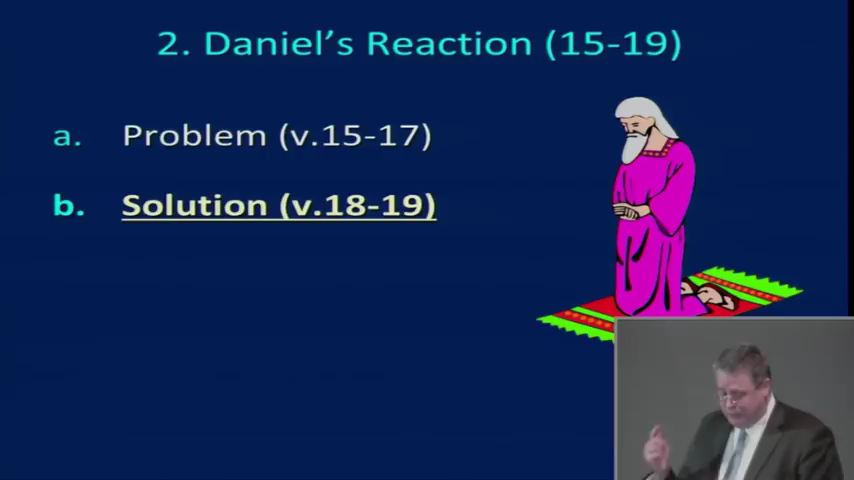 2. Daniel’s Reaction (15-19)
a. Problem (v.15-17)
b. Solution (v.18-19)